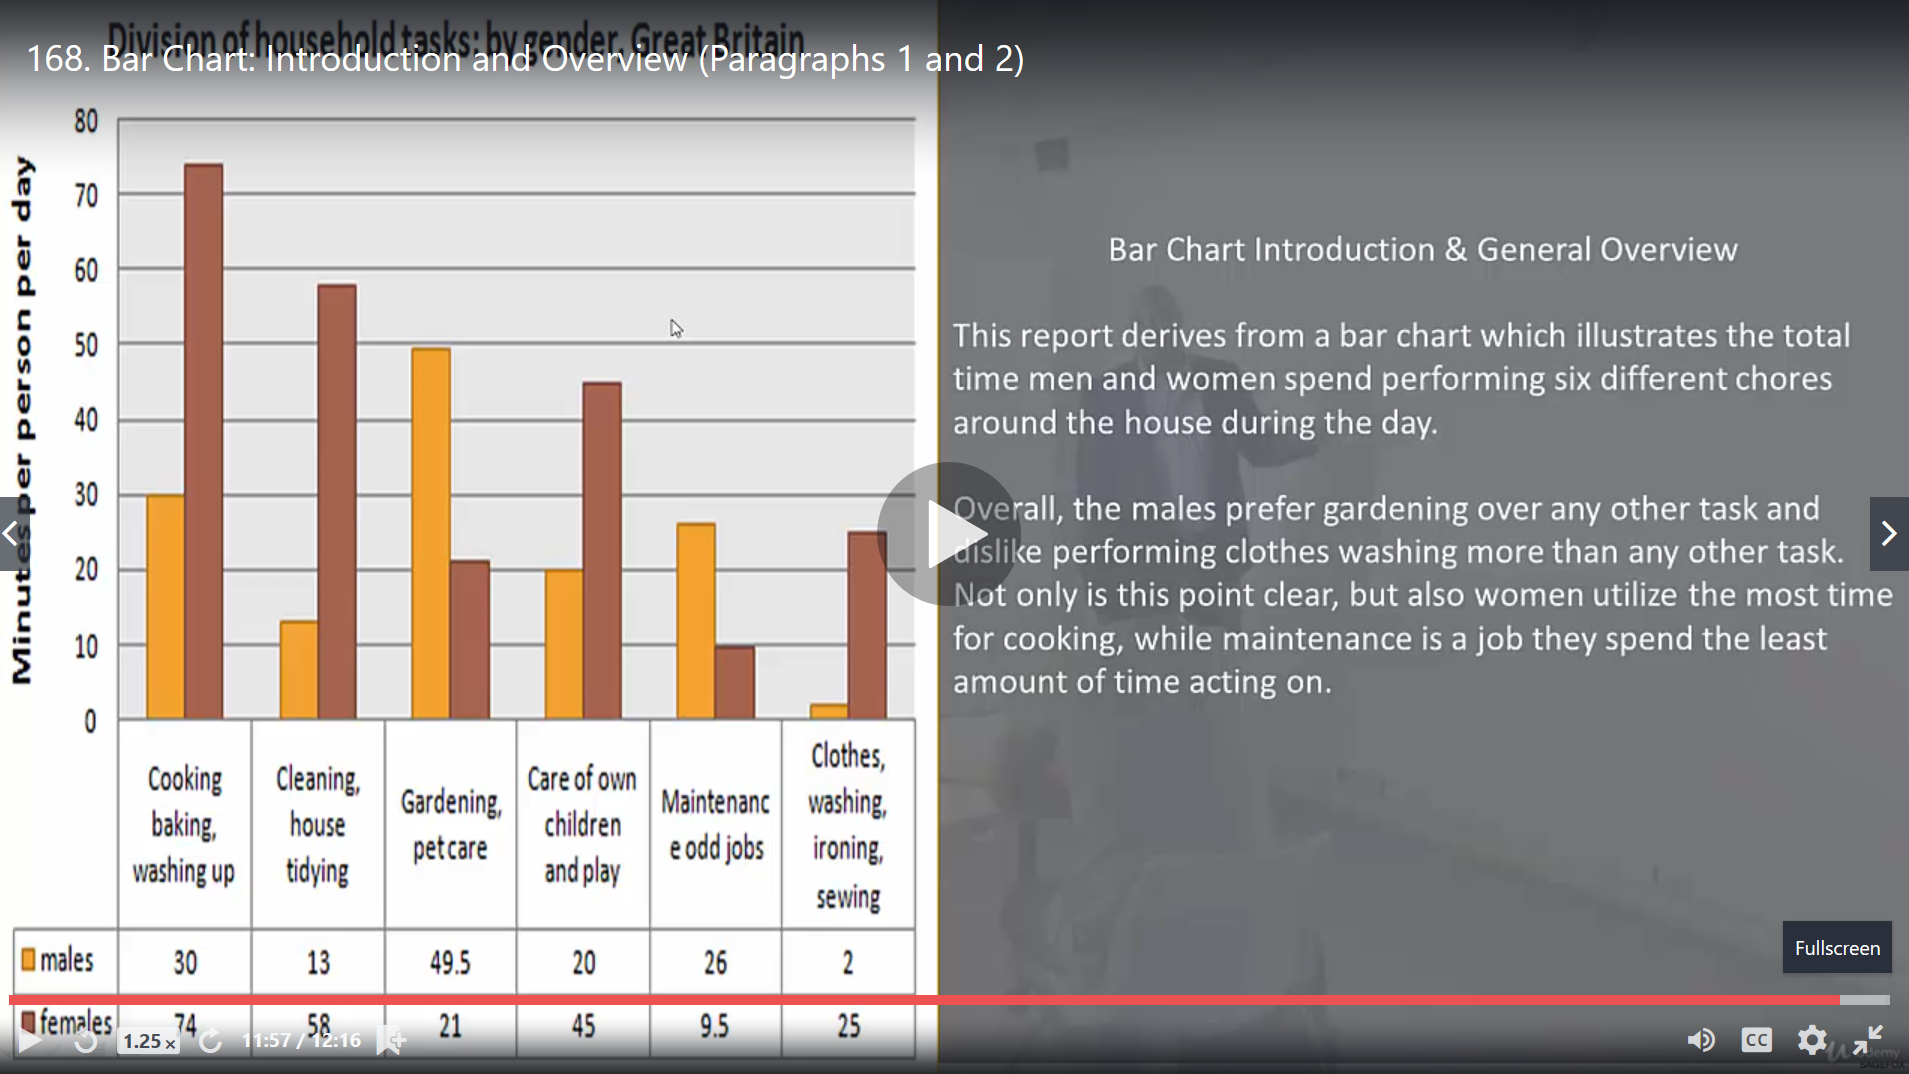 Division of household tasks: by gender, Great Britain
168. Bar Chart: Introduction and Overview (Paragraphs 1 and 2)
Minutes per person per day
80
70
60
50
40
30
20
10
0
Cooking
baking,
washing up
Cleaning,
house
tidying
Gardening,
pet care
Care of own
children
and play
Maintenanc
e odd jobs
Clothes,
washing,
ironing,
sewing
males 30 13 49.5 20 26 2
females 74 58 21 45 9.5 25
Bar Chart Introduction & General Overview
This report derives from a bar chart which illustrates the total
time men and women spend performing six different chores
around the house during the day.
Overall, the males prefer gardening over any other task and
dislike performing clothes washing more than any other task.
Not only is this point clear, but also women utilize the most time
for cooking, while maintenance is a job they spend the least
amount of time acting on.
Fullscreen
1.25 x
11:57 / 12:16
CC